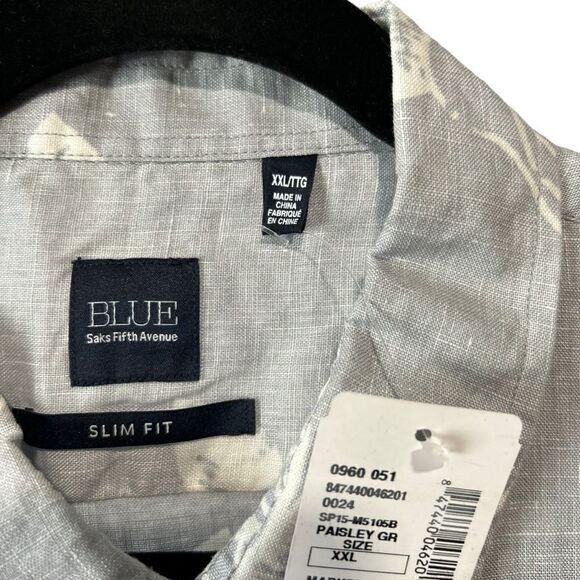 XXL/TTG
MADE IN
CHINA
FABRIQUÉ
EN CHINE
BLUE
Saks Fifth Avenue
SLIM FIT
0960 051
847440046201
0024
SP15-M5105B
PAISLEY GR
SIZE
XXL